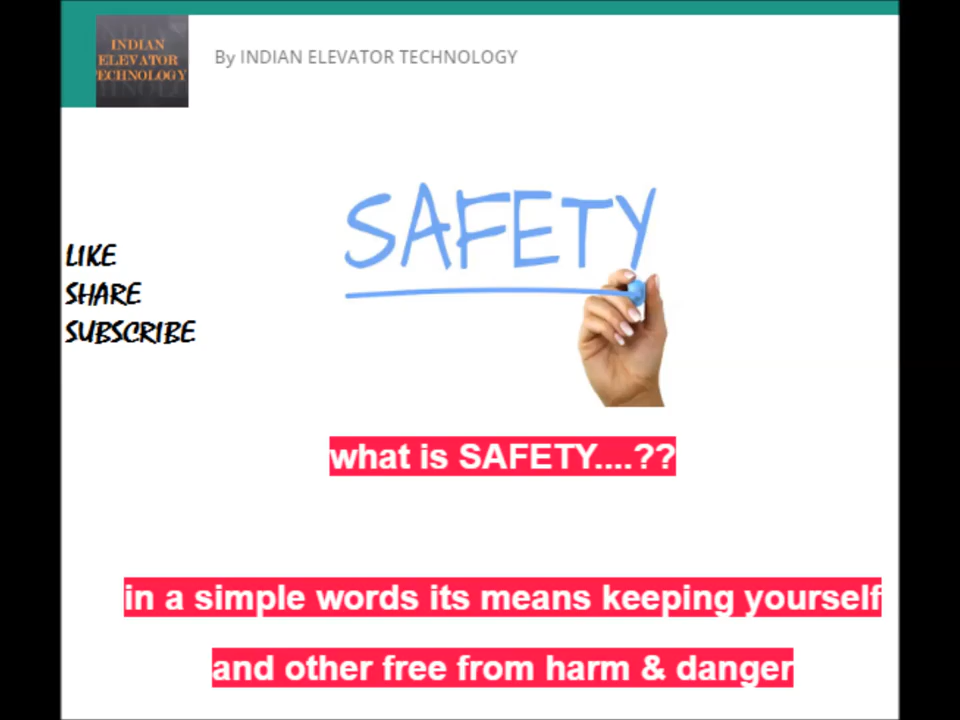 INDIAN
ELEVATOR
TECHNOLOGY
By INDIAN ELEVATOR TECHNOLOGY
SAFETY
LIKE
SHARE
SUBSCRIBE
what is SAFETY....??
in a simple words its means keeping yourself
and other free from harm & danger